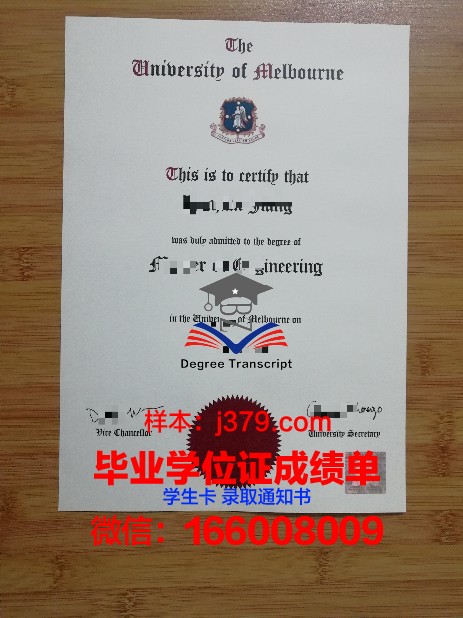 The
University of Melbourne
This is to certify that
was duly admitted to the degree of
in the of Melbourne on
Degree Transcript
Vice Chancellor
University Secretary
样本: j379.com
毕业学位证成绩单
学生卡 录取通知书
微信: 166008009